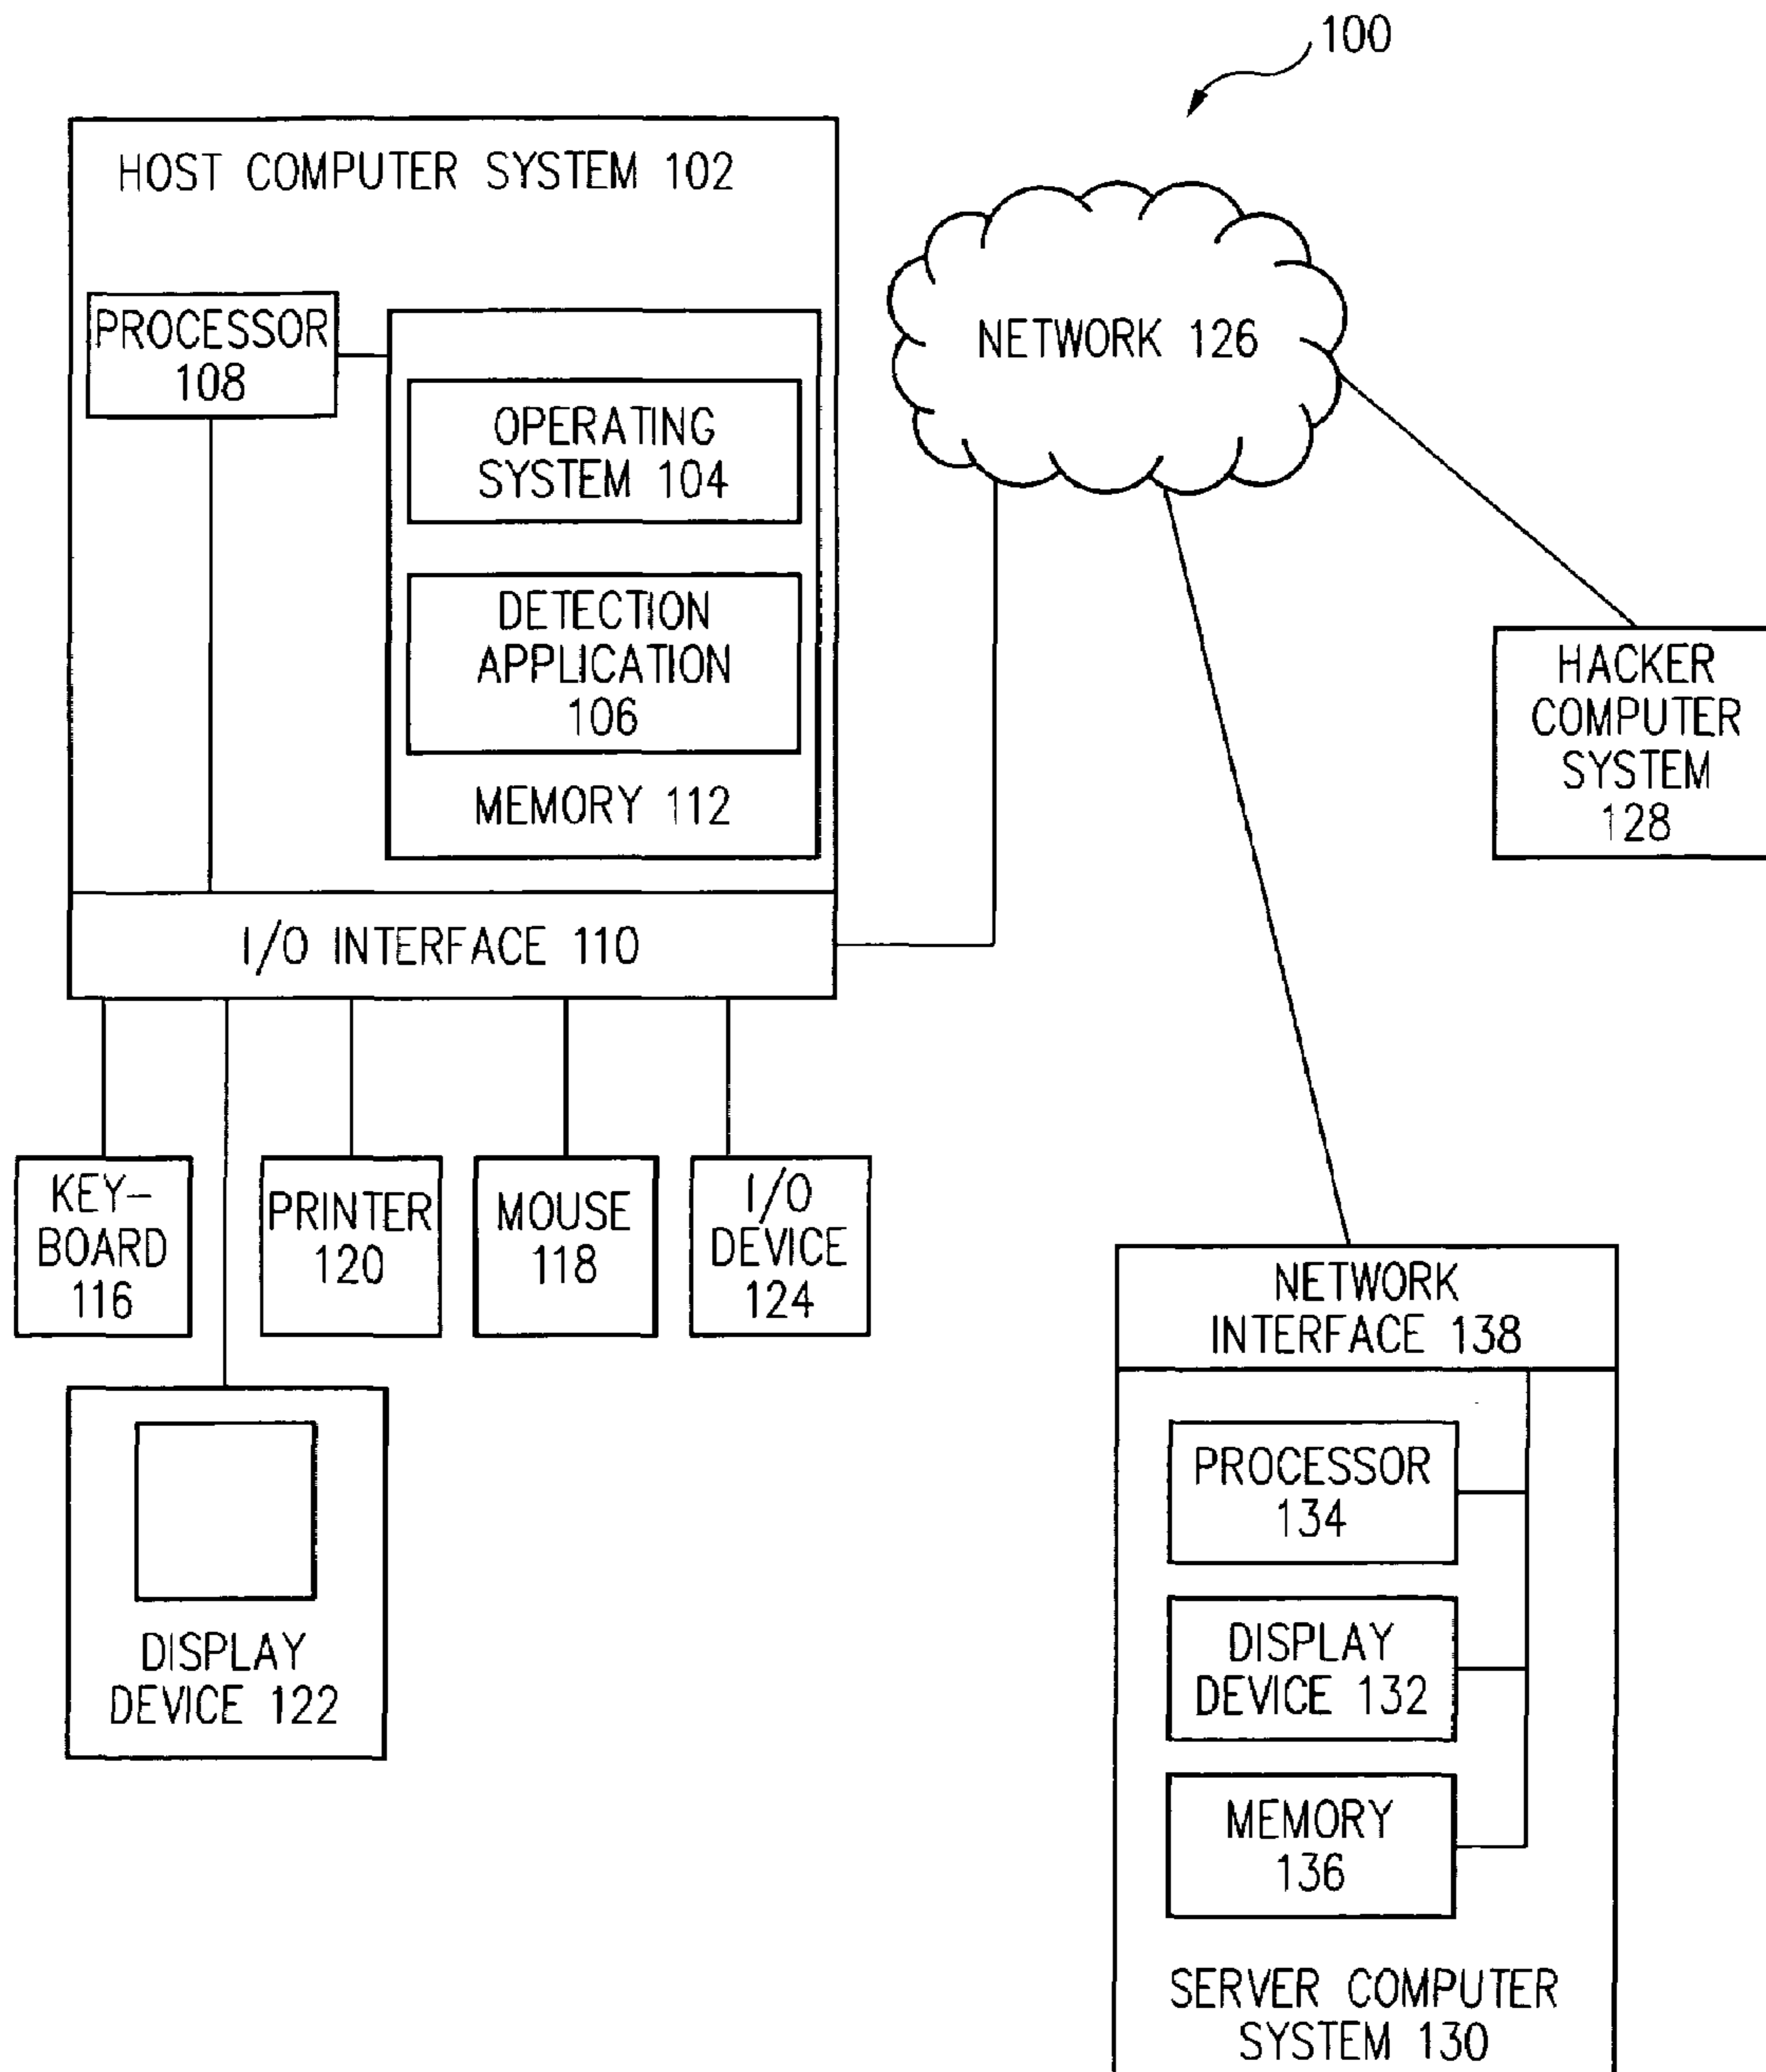 100
HOST COMPUTER SYSTEM 102
PROCESSOR
108
OPERATING
SYSTEM 104
DETECTION
APPLICATION
106
MEMORY 112
I/O INTERFACE 110
NETWORK 126
HACKER
COMPUTER
SYSTEM
128
KEY-
BOARD
116
PRINTER
120
MOUSE
118
I/O
DEVICE
124
DISPLAY
DEVICE 122
NETWORK
INTERFACE 138
PROCESSOR
134
DISPLAY
DEVICE 132
MEMORY
136
SERVER COMPUTER
SYSTEM 130